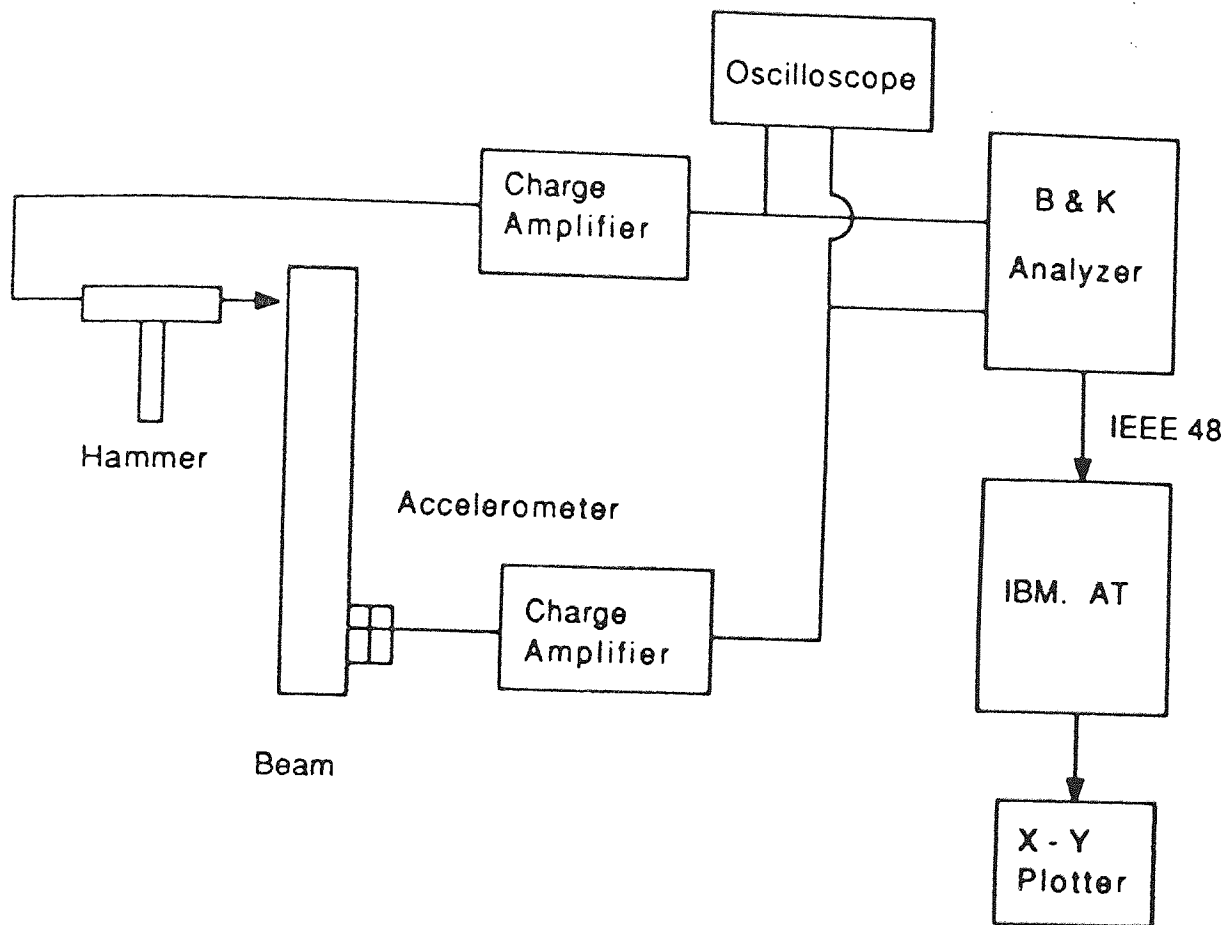 Oscilloscope
Charge
Amplifier
B & K
Analyzer
Hammer
IEEE 48
Accelerometer
Charge
Amplifier
IBM. AT
Beam
X - Y
Plotter